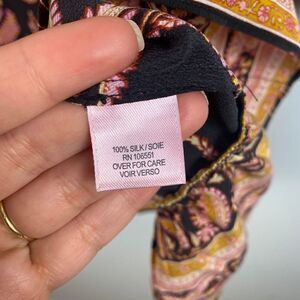 100% SILK / SOIE
RN 106551
OVER FOR CARE
VOIR VERSO